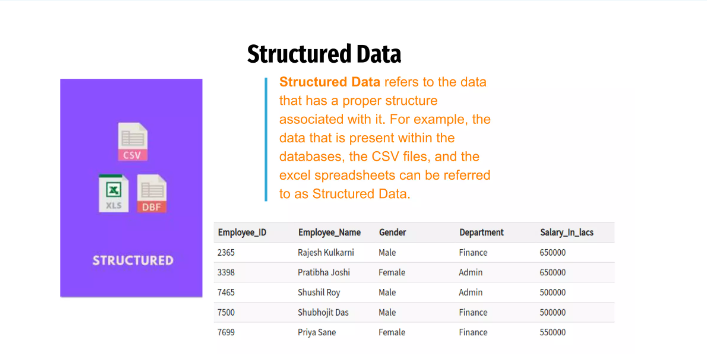 Structured Data
Structured Data refers to the data
that has a proper structure
associated with it. For example, the
data that is present within the
databases, the CSV files, and the
excel spreadsheets can be referred
to as Structured Data.
CSV
XLS DBF
STRUCTURED
Employee_ID Employee_Name Gender Department Salary_In_lacs
2365 Rajesh Kulkarni Male Finance 650000
3398 Pratibha Joshi Female Admin 650000
7465 Shushil Roy Male Admin 500000
7500 Shubhojit Das Male Finance 500000
7699 Priya Sane Female Finance 550000